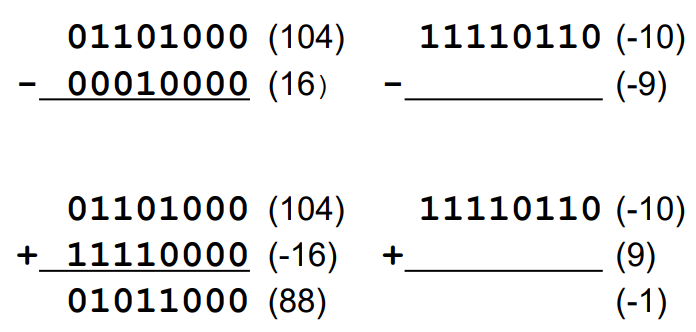 01101000 (104) 11110110 (-10)
- 00010000 (16) - (-9)
01101000 (104) 11110110 (-10)
+ 11110000 (-16) + (9)
01011000 (88) (-1)